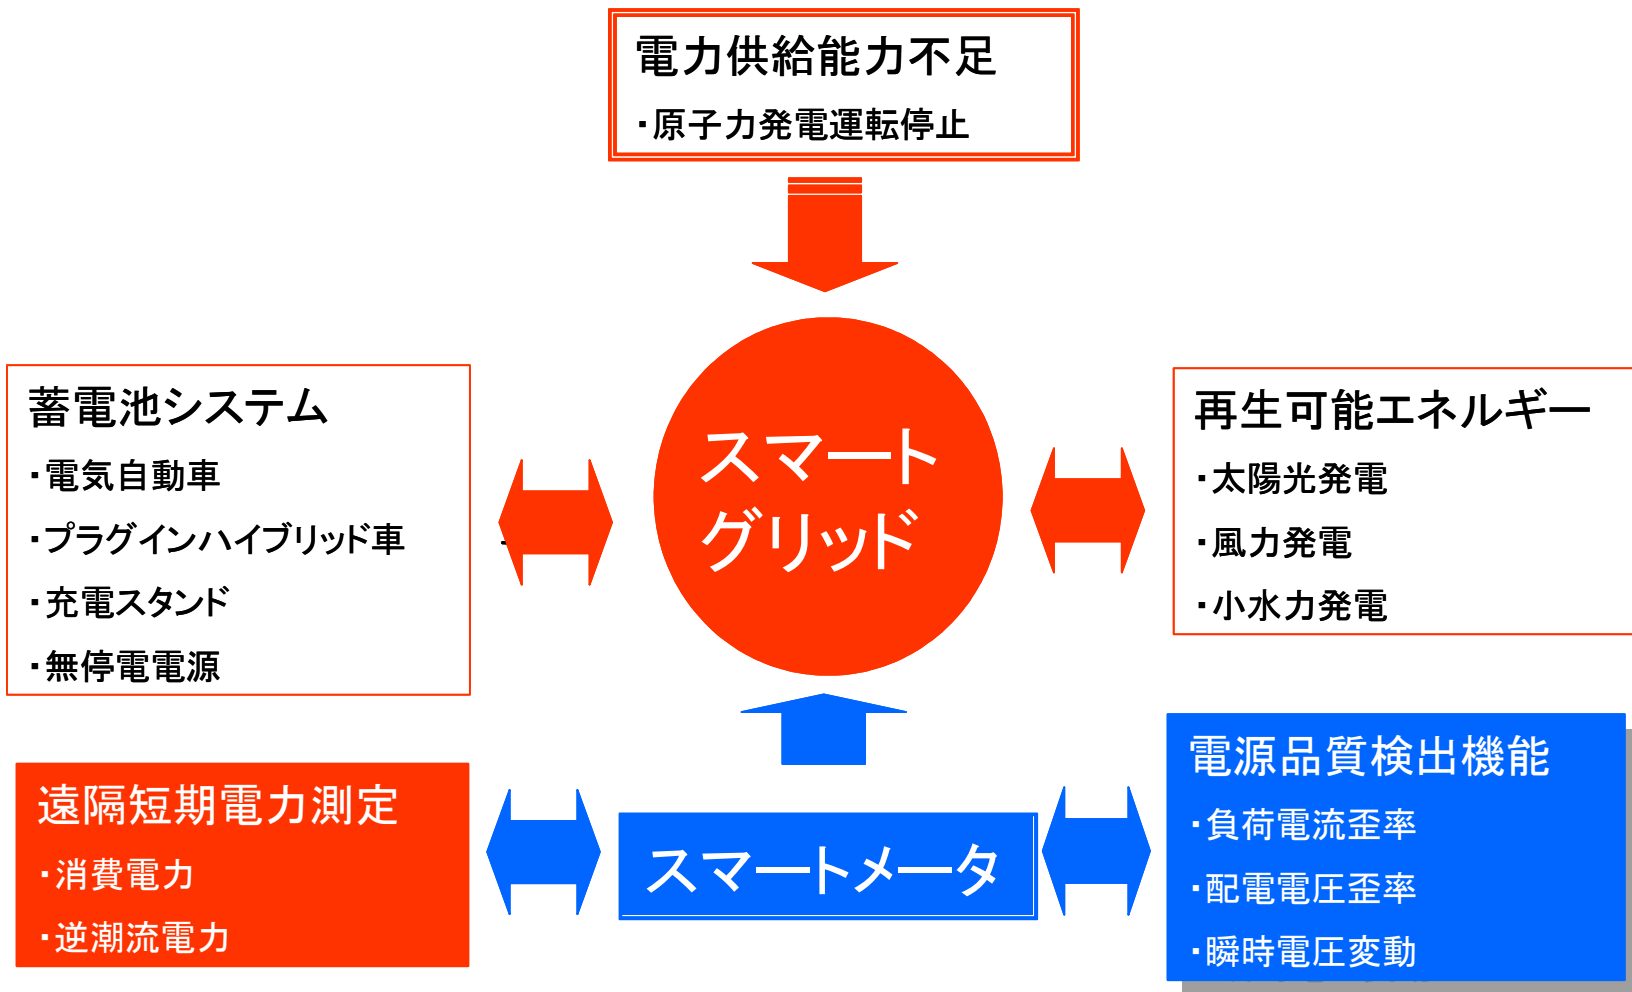 電力供給能力不足
・原子力発電運転停止
蓄電池システム
・電気自動車
・プラグインハイブリッド車
・充電スタンド
・無停電電源
スマート
グリッド
再生可能エネルギー
・太陽光発電
・風力発電
・小水力発電
遠隔短期電力測定
・消費電力
・逆潮流電力
スマートメータ
電源品質検出機能
・負荷電流歪率
・配電電圧歪率
・瞬時電圧変動